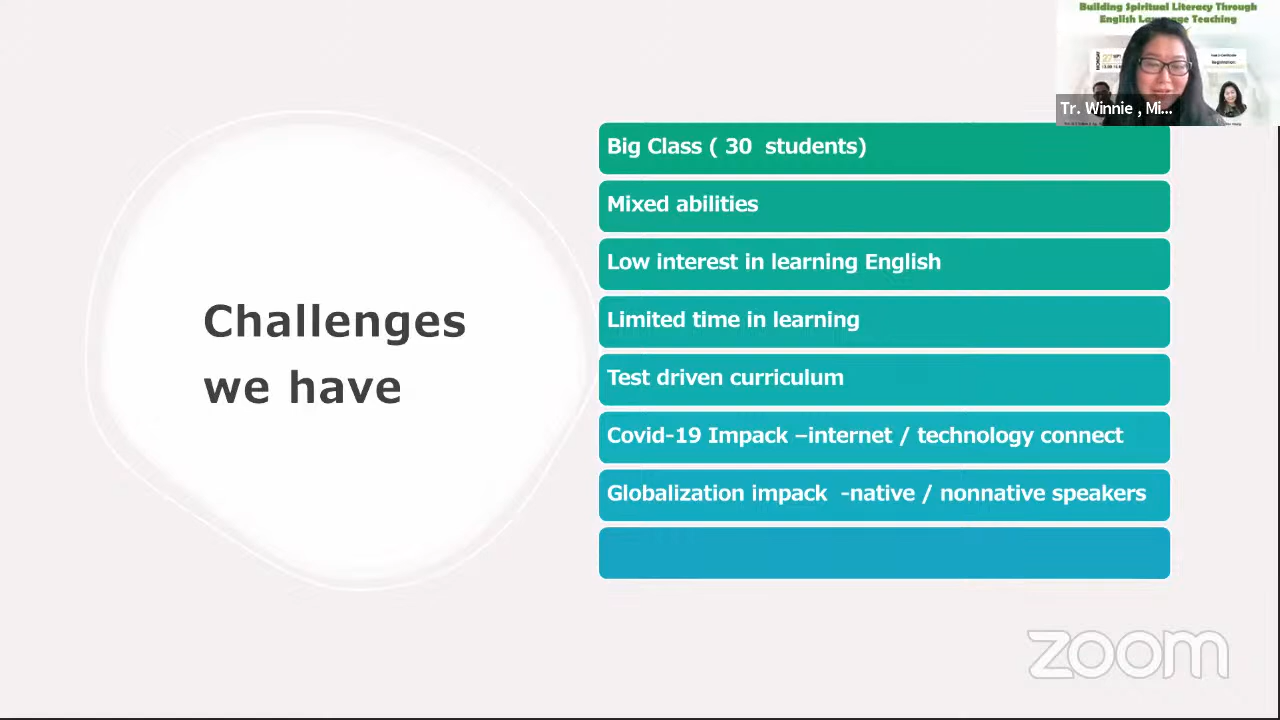 Building Spiritual Literacy Through
English Language Teaching
Tr. Winnie , Mi...
Big Class ( 30  students)
Mixed abilities
Low interest in learning English
Limited time in learning
Test driven curriculum
Covid-19 Impack –internet / technology connect
Globalization impack  -native / nonnative speakers
Challenges
we have
zoom